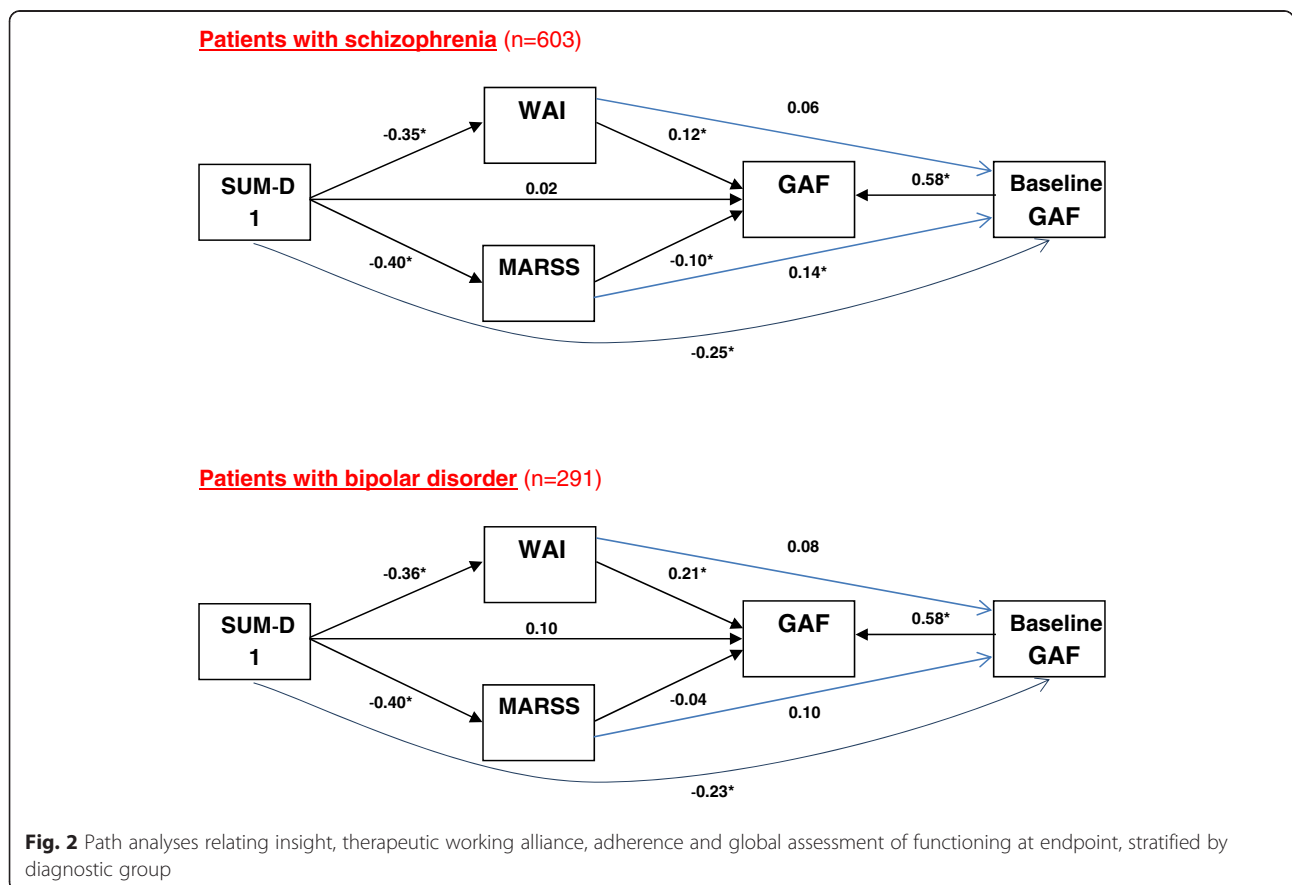 Patients with schizophrenia (n=603)
WAI
0.06
-0.35*
0.12*
SUM-D
1
0.02
GAF
0.58*
Baseline
GAF
-0.40*
MARSS
-0.10*
0.14*
-0.25*
Patients with bipolar disorder (n=291)
WAI
0.08
-0.36*
0.21*
SUM-D
1
0.10
GAF
0.58*
Baseline
GAF
-0.40*
MARSS
-0.04
0.10
-0.23*
Fig. 2 Path analyses relating insight, therapeutic working alliance, adherence and global assessment of functioning at endpoint, stratified by
diagnostic group